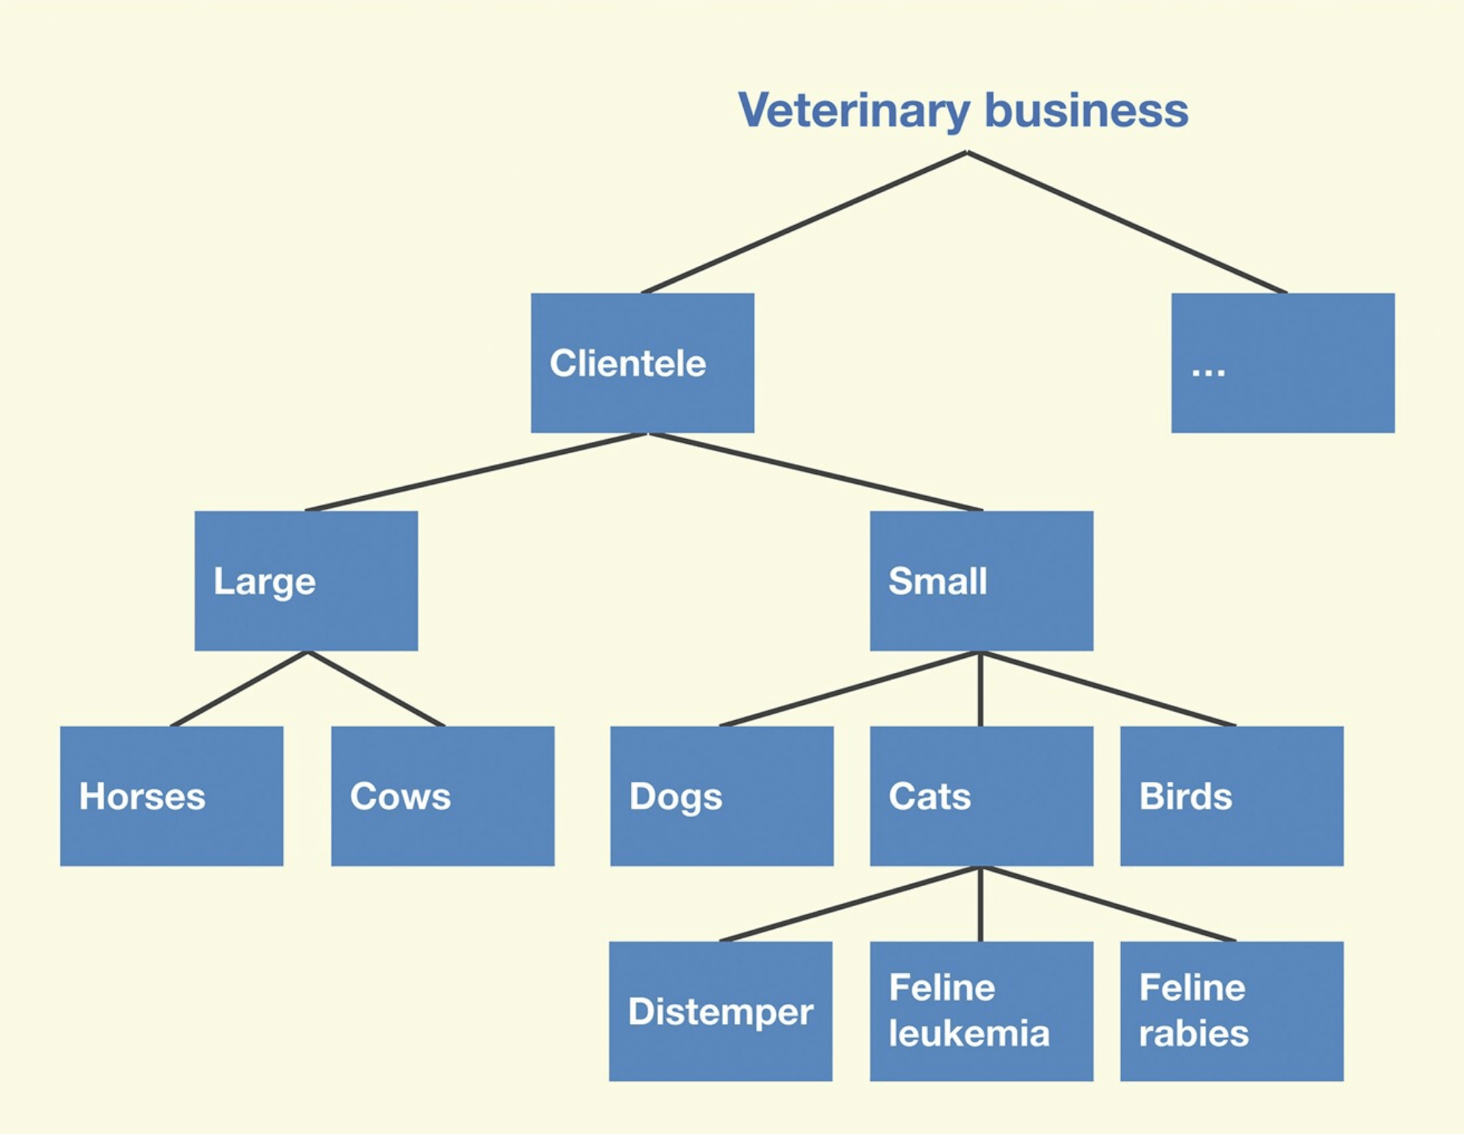 Veterinary business
Clientele
...
Large
Small
Horses
Cows
Dogs
Cats
Birds
Distemper
Feline
leukemia
Feline
rabies